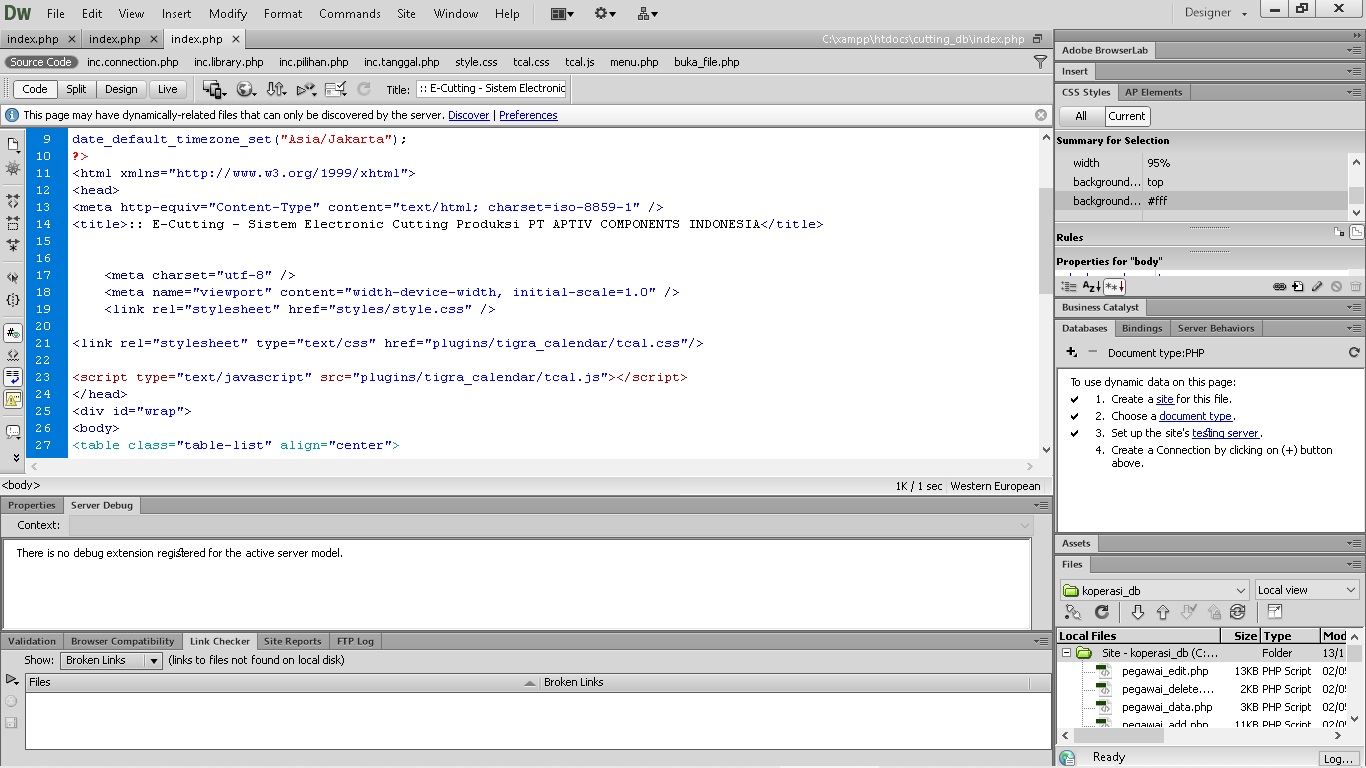 Dw File Edit View Insert Modify Format Commands Site Window Help Designer
index.php index.php index.php C:\xampp\htdocs\cutting_db\index.php
Source Code inc.connection.php inc.library.php inc.pilihan.php inc.tanggal.php style.css tcal.css tcal.js menu.php buka_file.php
Code Split Design Live Title: :: E-Cutting - Sistem Electronic
This page may have dynamically-related files that can only be discovered by the server. Discover | Preferences
9 date_default_timezone_set("Asia/Jakarta");
10 ?>
11 <html xmlns="http://www.w3.org/1999/xhtml">
12 <head>
13 <meta http-equiv="Content-Type" content="text/html; charset=iso-8859-1" />
14 <title>:: E-Cutting - Sistem Electronic Cutting Produksi PT APTIV COMPONENTS INDONESIA</title>
15
16
17 <meta charset="utf-8" />
18 <meta name="viewport" content="width-device-width, initial-scale=1.0" />
19 <link rel="stylesheet" href="styles/style.css" />
20
21 <link rel="stylesheet" type="text/css" href="plugins/tigra_calendar/tcal.css"/>
22
23 <script type="text/javascript" src="plugins/tigra_calendar/tcal.js"></script>
24 </head>
25 <div id="wrap">
26 <body>
27 <table class="table-list" align="center">
<body> 1K / 1 sec Western European
Properties Server Debug
Context:
There is no debug extension registered for the active server model.
Validation Browser Compatibility Link Checker Site Reports FTP Log
Show: Broken Links (links to files not found on local disk)
Files Broken Links
Adobe BrowserLab
Insert
CSS Styles AP Elements
All Current
Summary for Selection
width 95%
background... top
background... #fff
Rules
Properties for "body"
Business Catalyst
Databases Bindings Server Behaviors
Document type:PHP
To use dynamic data on this page:
1. Create a site for this file.
2. Choose a document type.
3. Set up the site's testing server.
4. Create a Connection by clicking on (+) button
above.
Assets
Files
koperasi_db Local view
Local Files Size Type Mod
Site - koperasi_db (C:... Folder 13/1
pegawai_edit.php 13KB PHP Script 02/0
pegawai_delete.... 2KB PHP Script 02/0
pegawai_data.php 3KB PHP Script 02/0
pegawai_add.php 11KB PHP Script 02/0
Ready Log...